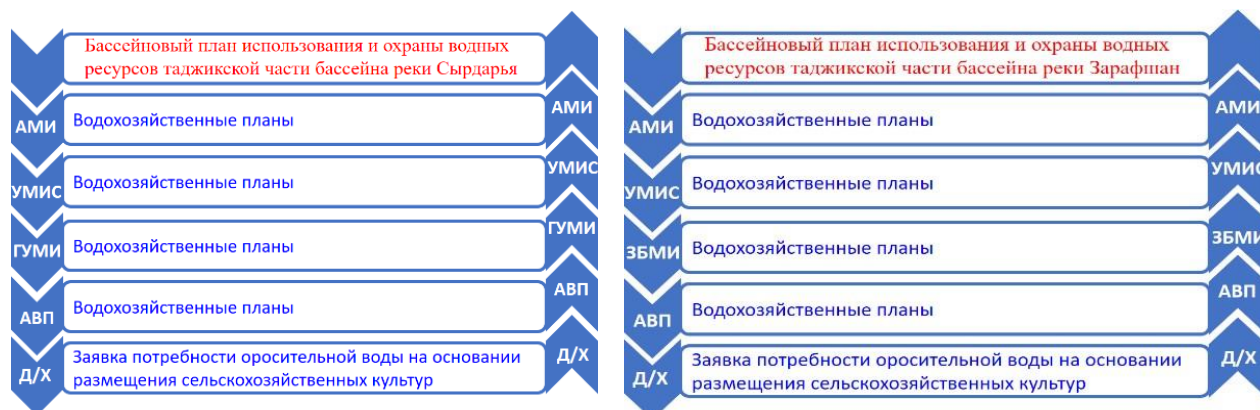 Бассейновый план использования и охраны водных
ресурсов таджикской части бассейна реки Сырдарья
АМИ
Водохозяйственные планы
АМИ
УМИС
Водохозяйственные планы
УМИС
ГУМИ
Водохозяйственные планы
ГУМИ
АВП
Водохозяйственные планы
АВП
Д/Х
Заявка потребности оросительной воды на основании
размещения сельскохозяйственных культур
Д/Х
Бассейновый план использования и охраны водных
ресурсов таджикской части бассейна реки Зарафшан
АМИ
Водохозяйственные планы
АМИ
УМИС
Водохозяйственные планы
УМИС
ЗБМИ
Водохозяйственные планы
ЗБМИ
АВП
Водохозяйственные планы
АВП
Д/Х
Заявка потребности оросительной воды на основании
размещения сельскохозяйственных культур
Д/Х